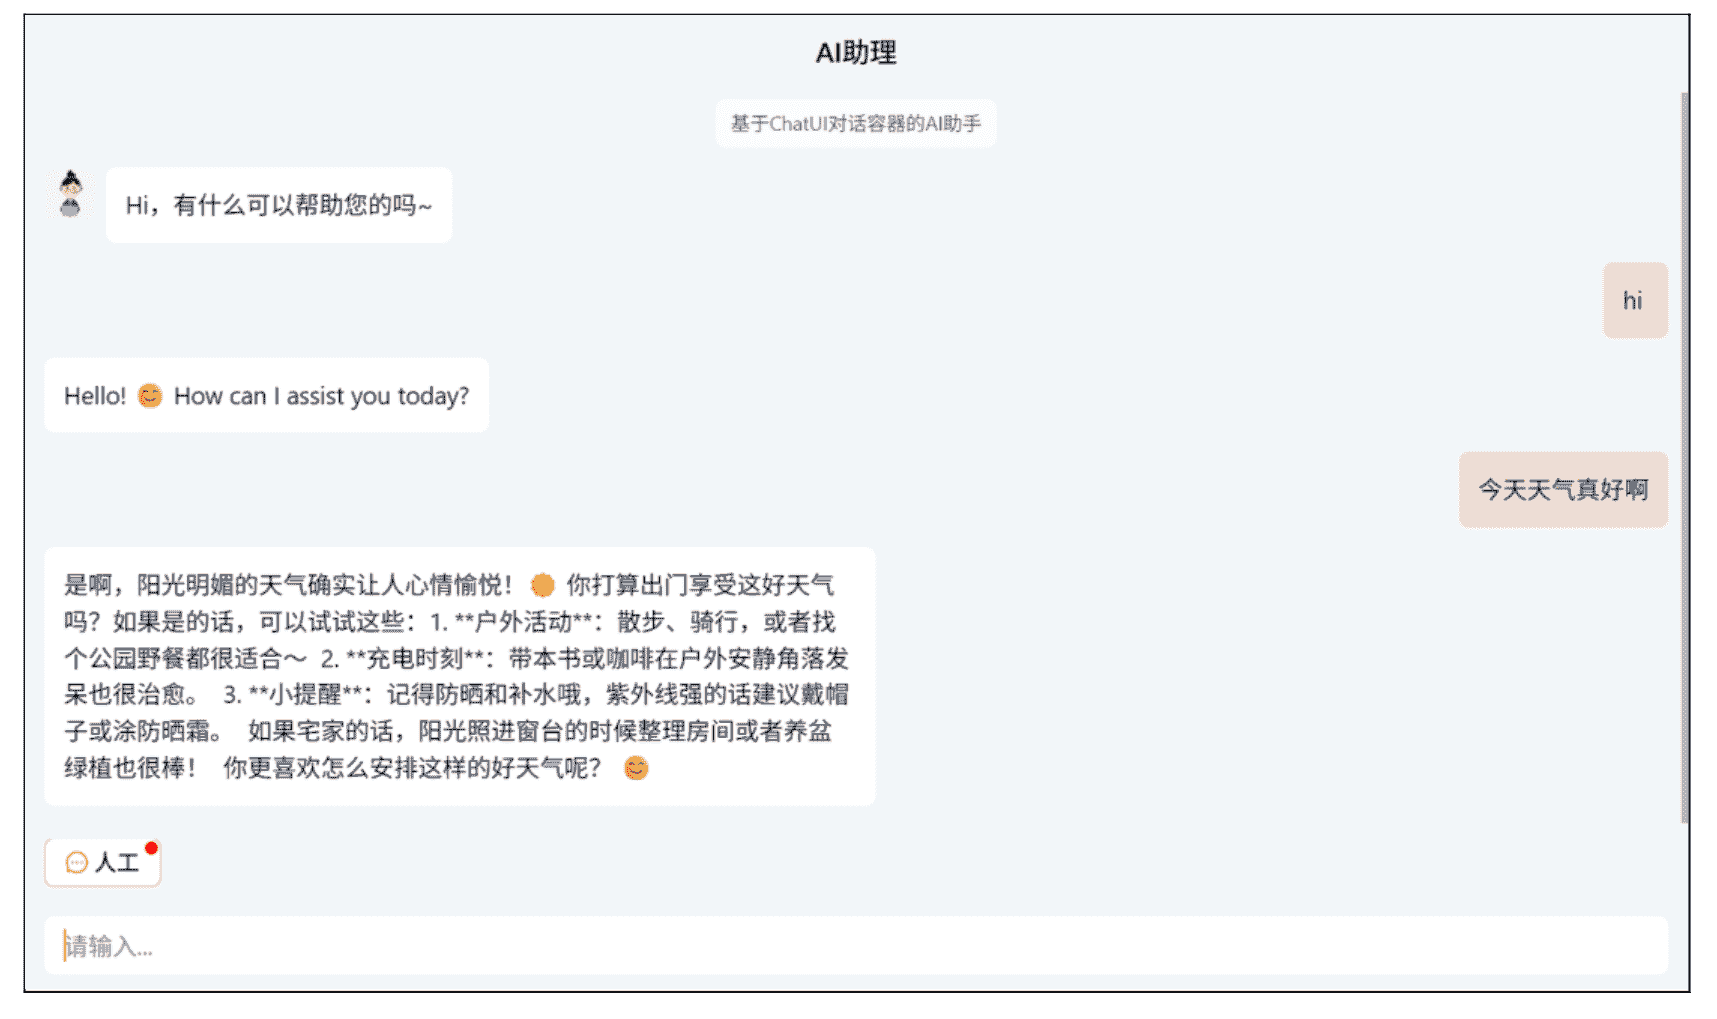 AI助理
基于ChatUI对话容器的AI助手
Hi，有什么可以帮助您的吗~
hi
Hello! 😊 How can I assist you today?
今天天气真好啊
是啊，阳光明媚的天气确实让人心情愉悦！ 你打算出门享受这好天气
吗？如果是的话，可以试试这些：1. **户外活动**：散步、骑行，或者找
个公园野餐都很适合～ 2. **充电时刻**：带本书或咖啡在户外安静角落发
呆也很治愈。 3. **小提醒**：记得防晒和补水哦，紫外线强的话建议戴帽
子或涂防晒霜。 如果宅家的话，阳光照进窗台的时候整理房间或者养盆
绿植也很棒！ 你更喜欢怎么安排这样的好天气呢？ 😊
人工
请输入...